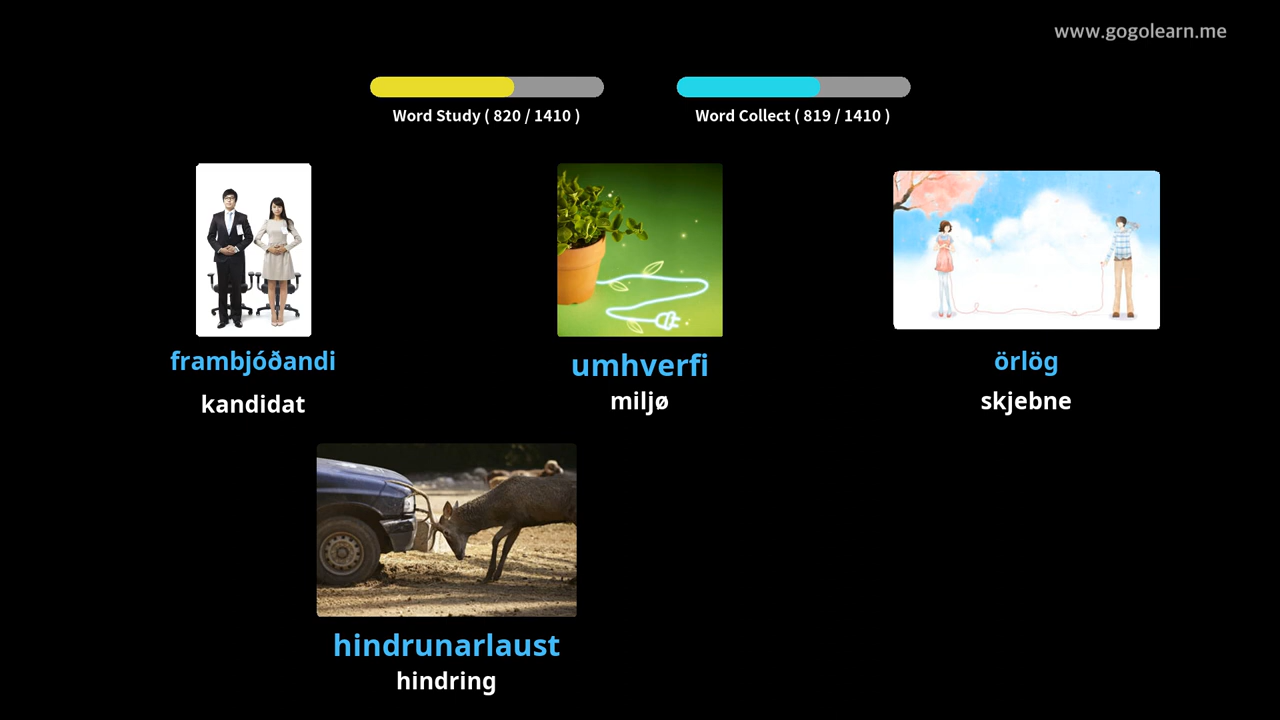 www.gogolearn.me
Word Study ( 820 / 1410 )
Word Collect ( 819 / 1410 )
frambjóðandi
kandidat
umhverfi
miljø
örlög
skjebne
hindrunarlaust
hindring